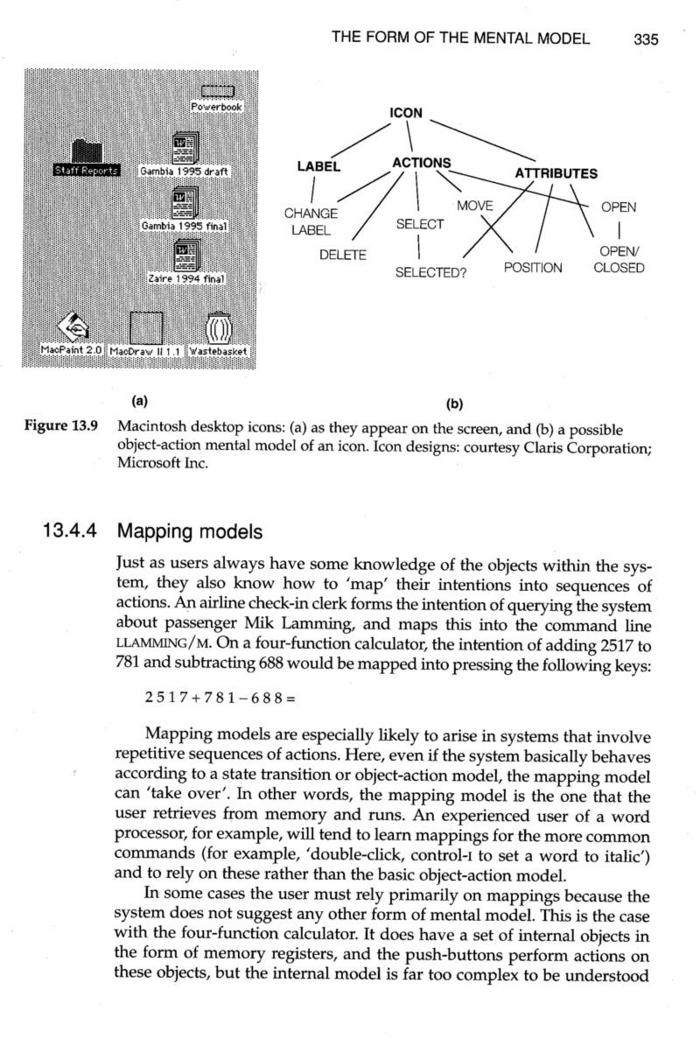 THE FORM OF THE MENTAL MODEL 335
Powerbook
Staff Reports
Gambia 1995 draft
Gambia 1995 final
Zaire 1994 final
MacPaint 2.0
MacDraw II 1.1
Wastebasket
ICON
LABEL
ACTIONS
ATTRIBUTES
CHANGE
LABEL
DELETE
SELECT
MOVE
OPEN
SELECTED?
POSITION
OPEN/
CLOSED
(a)
(b)
Figure 13.9 Macintosh desktop icons: (a) as they appear on the screen, and (b) a possible
object-action mental model of an icon. Icon designs: courtesy Claris Corporation;
Microsoft Inc.
13.4.4 Mapping models
Just as users always have some knowledge of the objects within the sys-
tem, they also know how to ‘map’ their intentions into sequences of
actions. An airline check-in clerk forms the intention of querying the system
about passenger Mik Lamming, and maps this into the command line
LLAMMING/M. On a four-function calculator, the intention of adding 2517 to
781 and subtracting 688 would be mapped into pressing the following keys:
2 5 1 7 + 7 8 1 – 6 8 8 =
Mapping models are especially likely to arise in systems that involve
repetitive sequences of actions. Here, even if the system basically behaves
according to a state transition or object-action model, the mapping model
can ‘take over’. In other words, the mapping model is the one that the
user retrieves from memory and runs. An experienced user of a word
processor, for example, will tend to learn mappings for the more common
commands (for example, ‘double-click, control-I to set a word to italic’)
and to rely on these rather than the basic object-action model.
In some cases the user must rely primarily on mappings because the
system does not suggest any other form of mental model. This is the case
with the four-function calculator. It does have a set of internal objects in
the form of memory registers, and the push-buttons perform actions on
these objects, but the internal model is far too complex to be understood